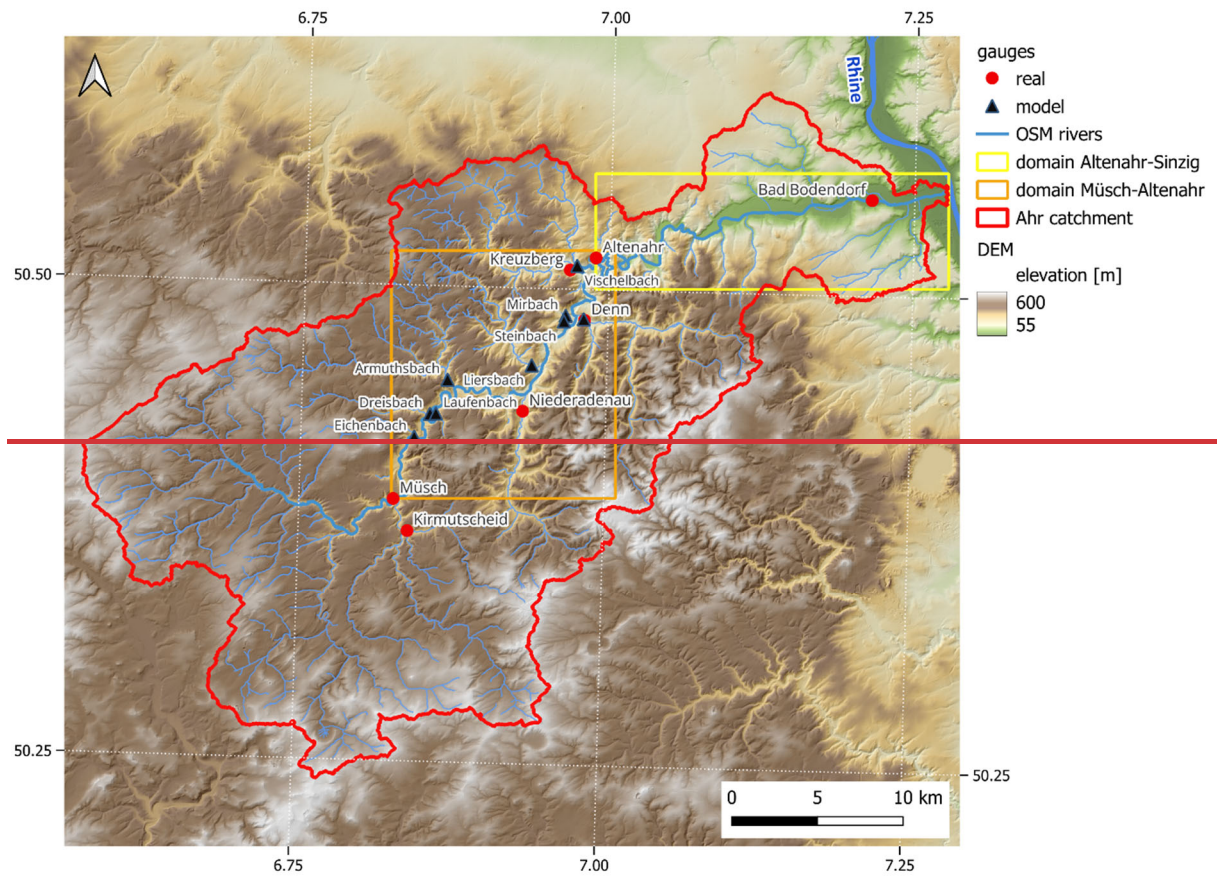 6.75
7.00
7.25
gauges
real
model
OSM rivers
domain Altenahr-Sinzig
domain Müsch-Altenahr
Ahr catchment
DEM
elevation [m]
600
55
Rhine
Bad Bodendorf
Altenahr
Kreuzberg
Vischelbach
50.50
Mirbach
Denn
Steinbach
Armuthsbach
Liersbach
Dreisbach
Laufenbach
Niederadenau
Eichenbach
Müsch
Kirmutscheid
50.25
50.25
0
5
10 km
6.75
7.00
7.25